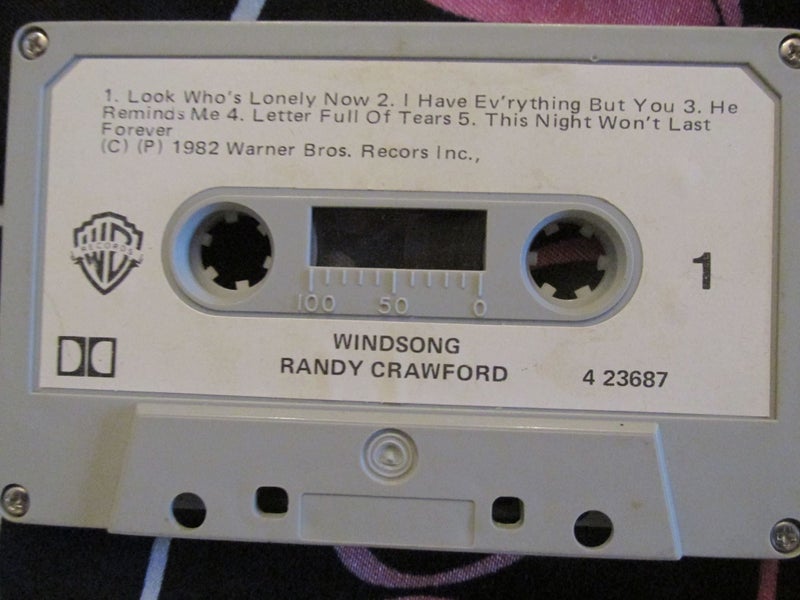 1. Look Who's Lonely Now 2. I Have Ev'rything But You 3. He
Reminds Me 4. Letter Full Of Tears 5. This Night Won't Last
Forever
(C) (P) 1982 Warner Bros. Recors Inc.,
RECORDS
1
100 50 0
WINDSONG
RANDY CRAWFORD
4 23687